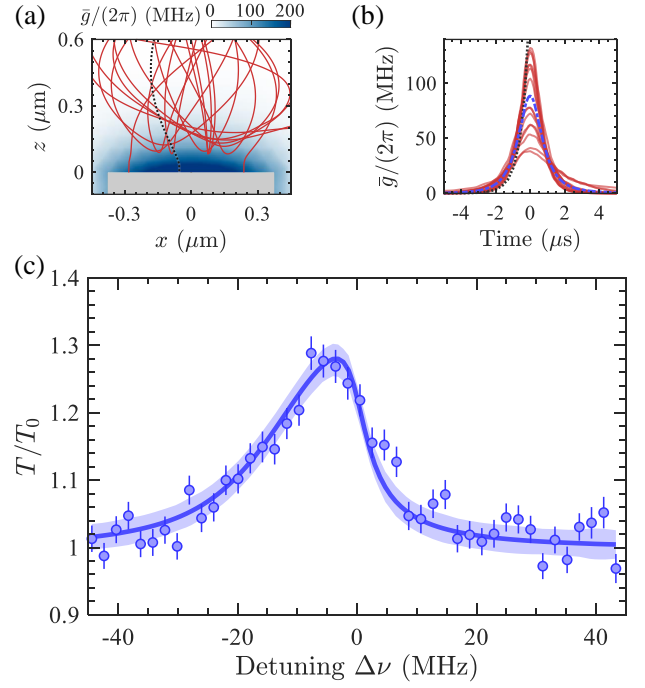 (a)
ḡ/(2π) (MHz)
0 100 200
0.6
0.3
0
z (μm)
-0.3 0 0.3
x (μm)
(b)
100
50
0
ḡ/(2π) (MHz)
-4 -2 0 2 4
Time (μs)
(c)
1.4
1.3
1.2
1.1
1
0.9
T/T₀
-40 -20 0 20 40
Detuning Δν (MHz)